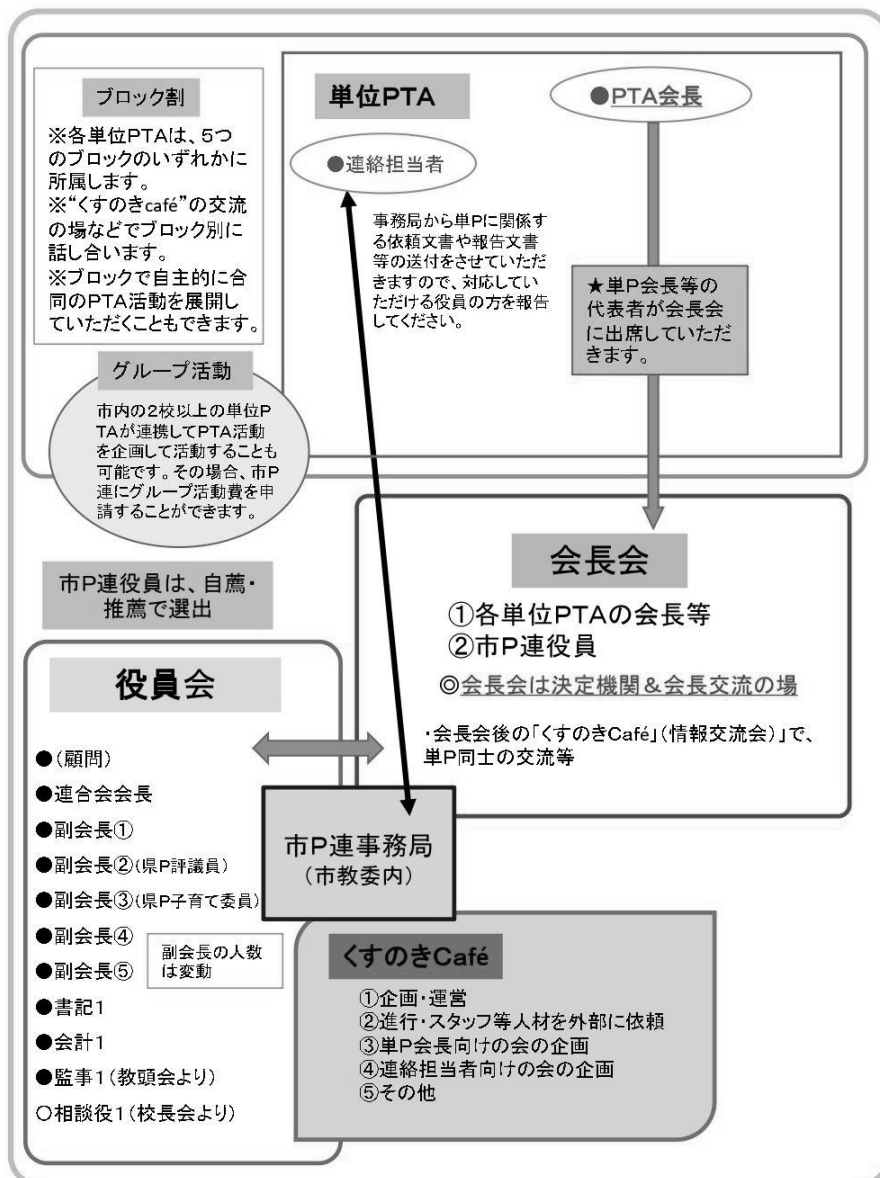 ブロック割
※各単位PTAは、5つ
のブロックのいずれかに
所属します。
※“くすのきcafé”の交流
の場などでブロック別に
話し合います。
※ブロックで自主的に合
同のPTA活動を展開し
ていただくこともできます。
グループ活動
市内の2校以上の単位P
TAが連携してPTA活動
を企画して活動することも
可能です。その場合、市P
連にグループ活動費を申
請することができます。
単位PTA
●連絡担当者
事務局から単Pに関係す
る依頼文書や報告文書
等の送付をさせていただ
きますので、対応してい
ただける役員の方を報告
してください。
●PTA会長
★単P会長等の
代表者が会長会
に出席していただ
きます。
会長会
①各単位PTAの会長等
②市P連役員
◎会長会は決定機関&会長交流の場
・会長会後の「くすのきCafé」(情報交流会)」で、
単P同士の交流等
市P連役員は、自薦・
推薦で選出
役員会
●(顧問)
●連合会会長
●副会長①
●副会長②(県P評議員)
●副会長③(県P子育て委員)
●副会長④
●副会長⑤
副会長の人数
は変動
●書記1
●会計1
●監事1(教頭会より)
○相談役1(校長会より)
市P連事務局
(市教委内)
くすのきCafé
①企画・運営
②進行・スタッフ等人材を外部に依頼
③単P会長向けの会の企画
④連絡担当者向けの会の企画
⑤その他